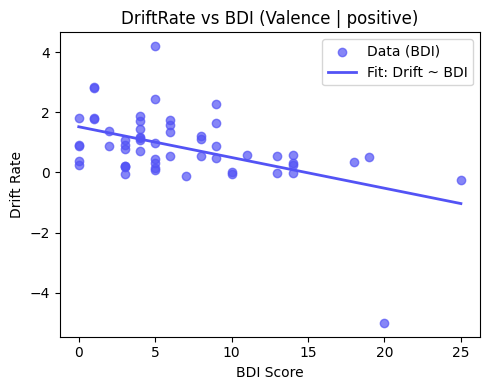 DriftRate vs BDI (Valence | positive)
Data (BDI)
Fit: Drift ~ BDI
Drift Rate
4
2
0
−2
−4
0 5 10 15 20 25
BDI Score